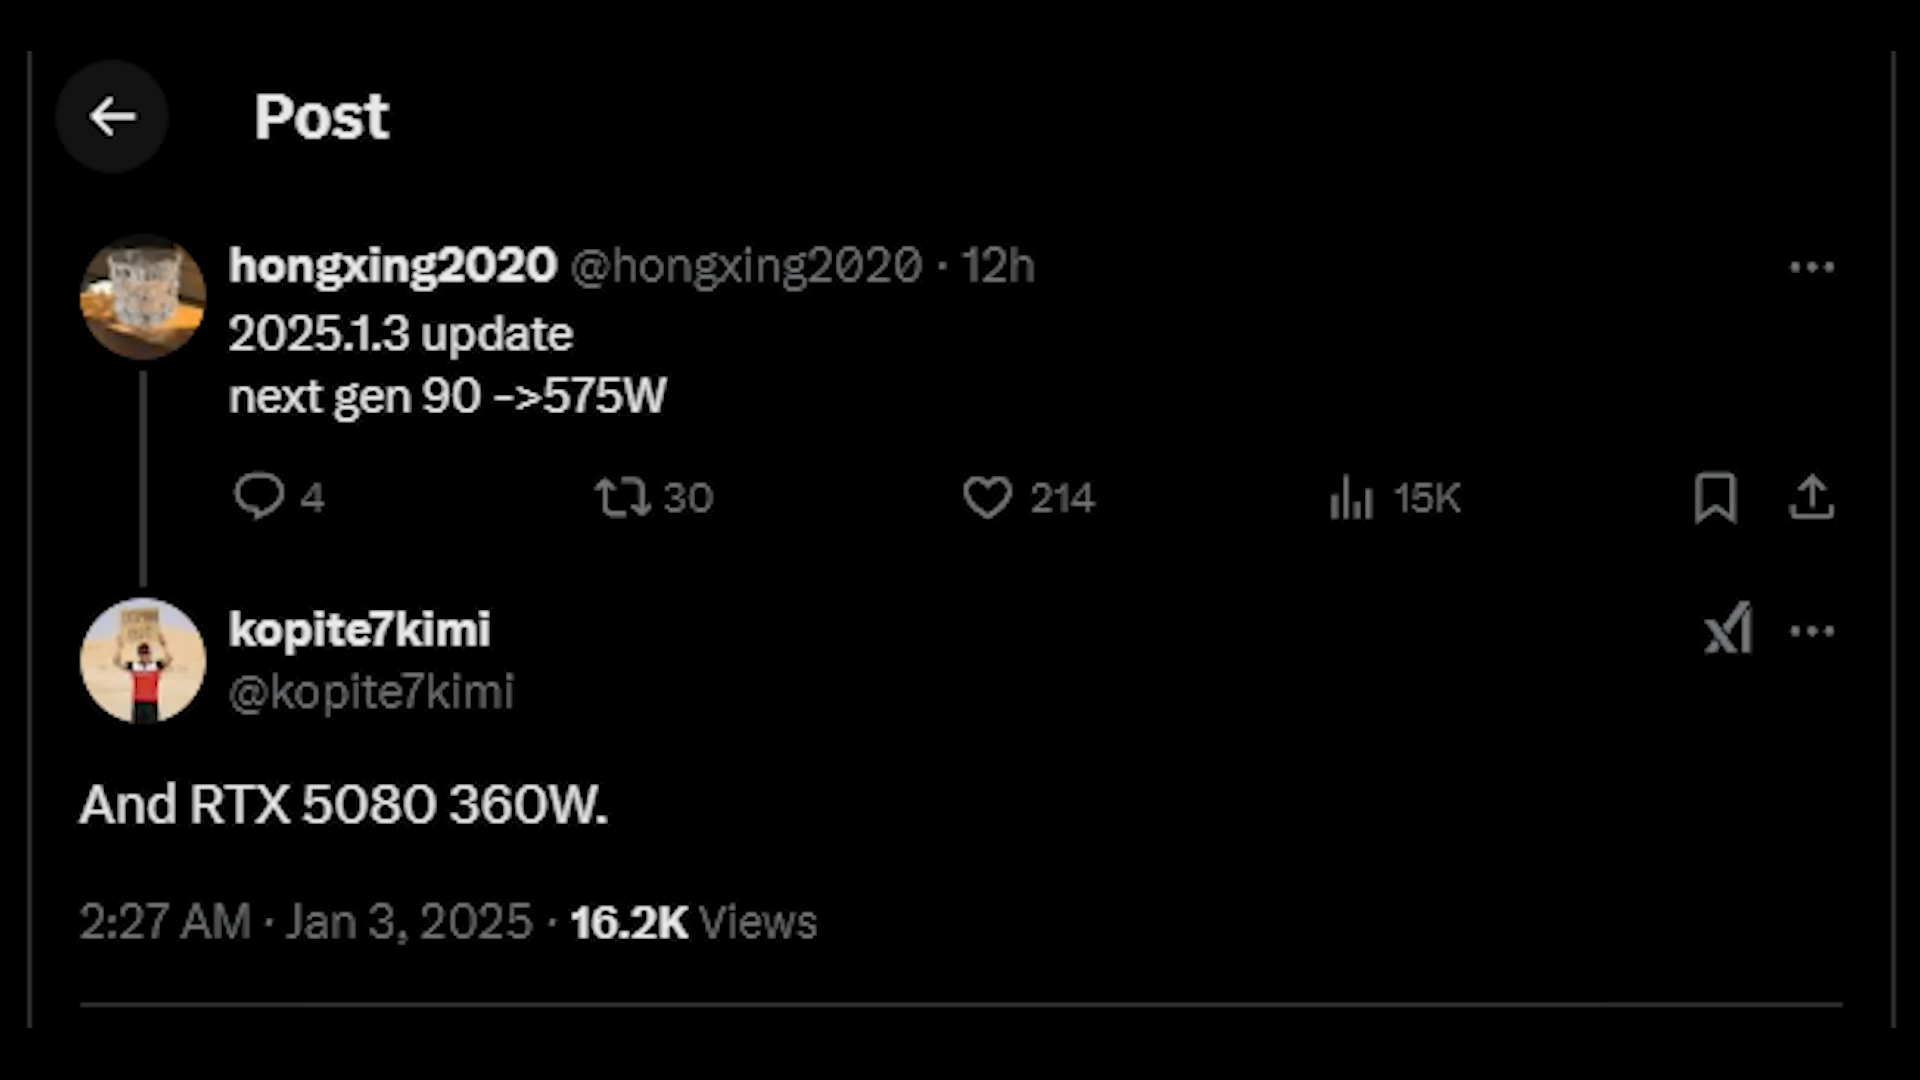 Post
hongxing2020 @hongxing2020 · 12h
2025.1.3 update
next gen 90 ->575W
4 30 214 15K
kopite7kimi
@kopite7kimi
And RTX 5080 360W.
2:27 AM · Jan 3, 2025 · 16.2K Views